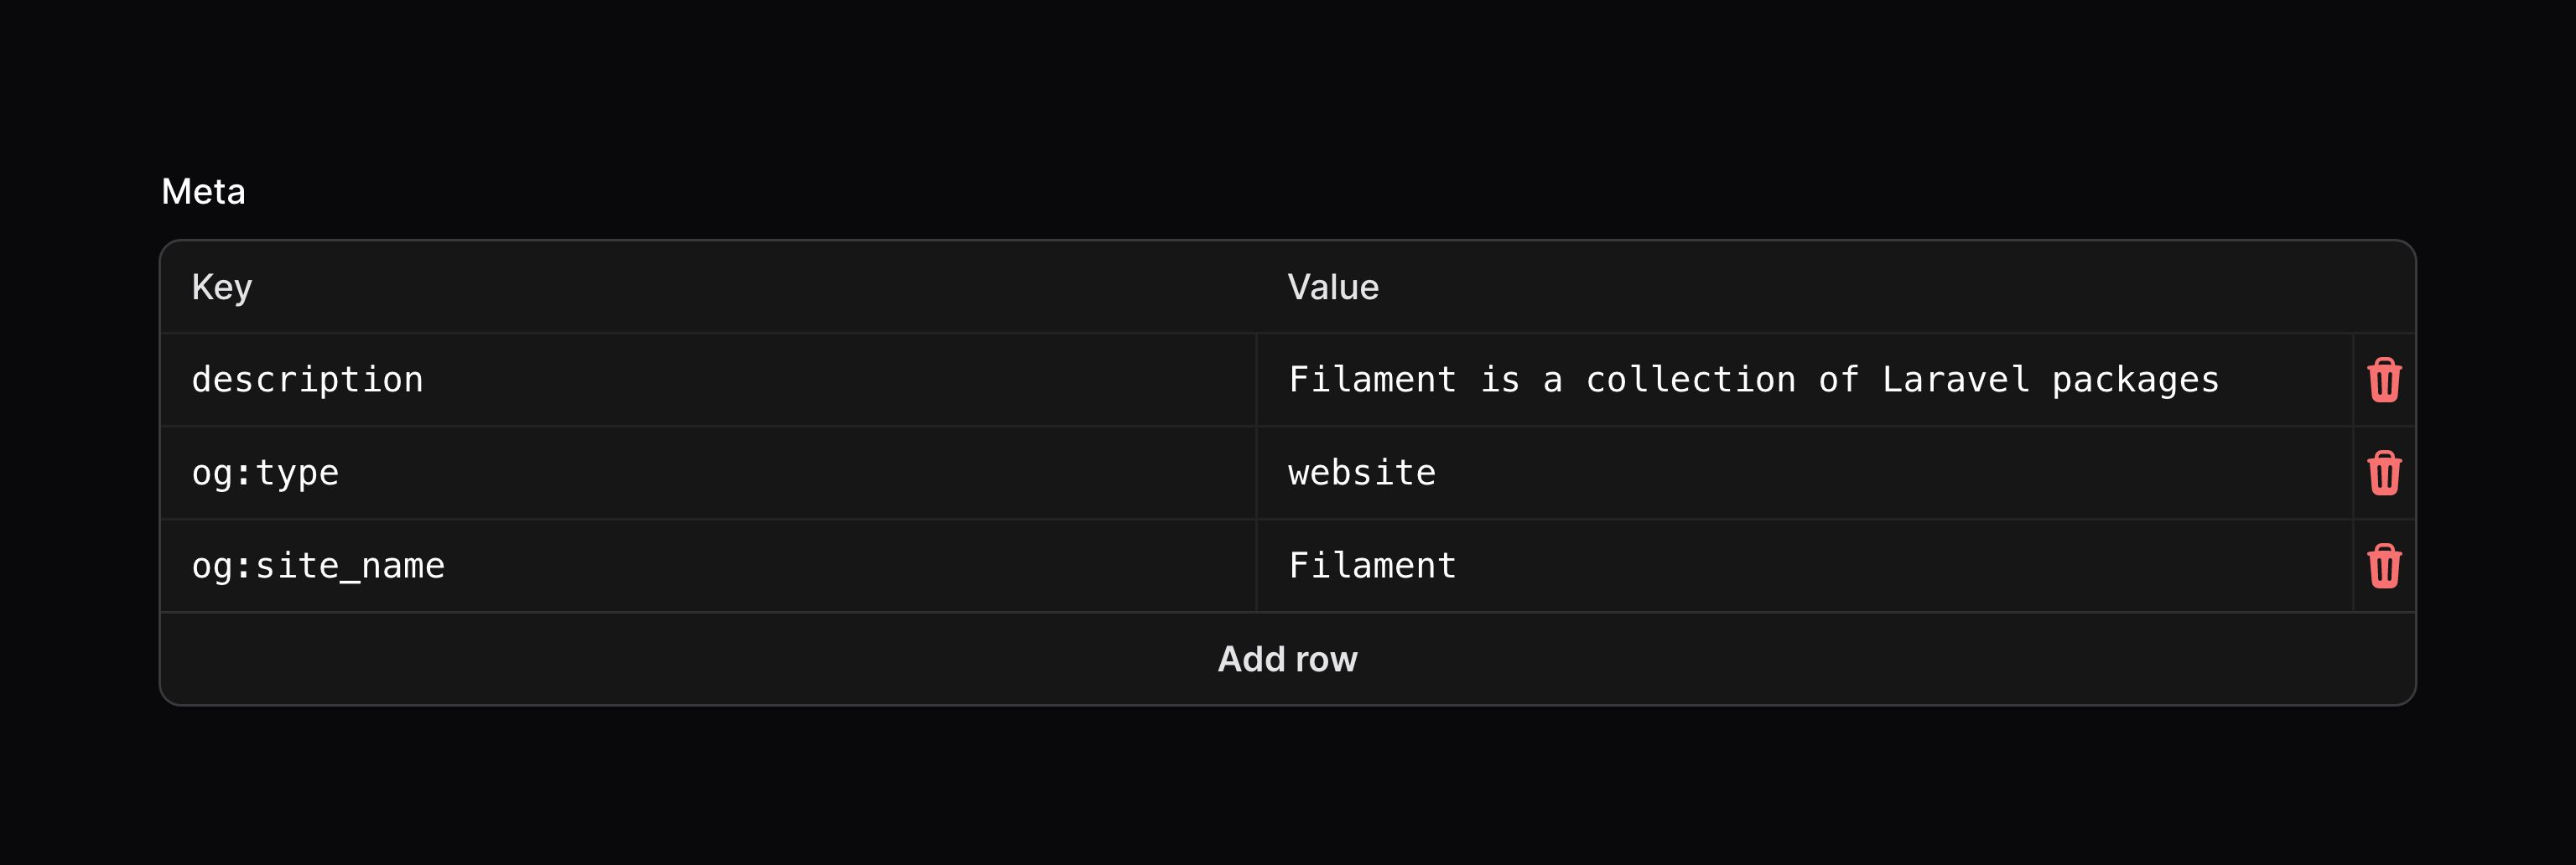 Meta
Key Value
description Filament is a collection of Laravel packages
og:type website
og:site_name Filament
Add row